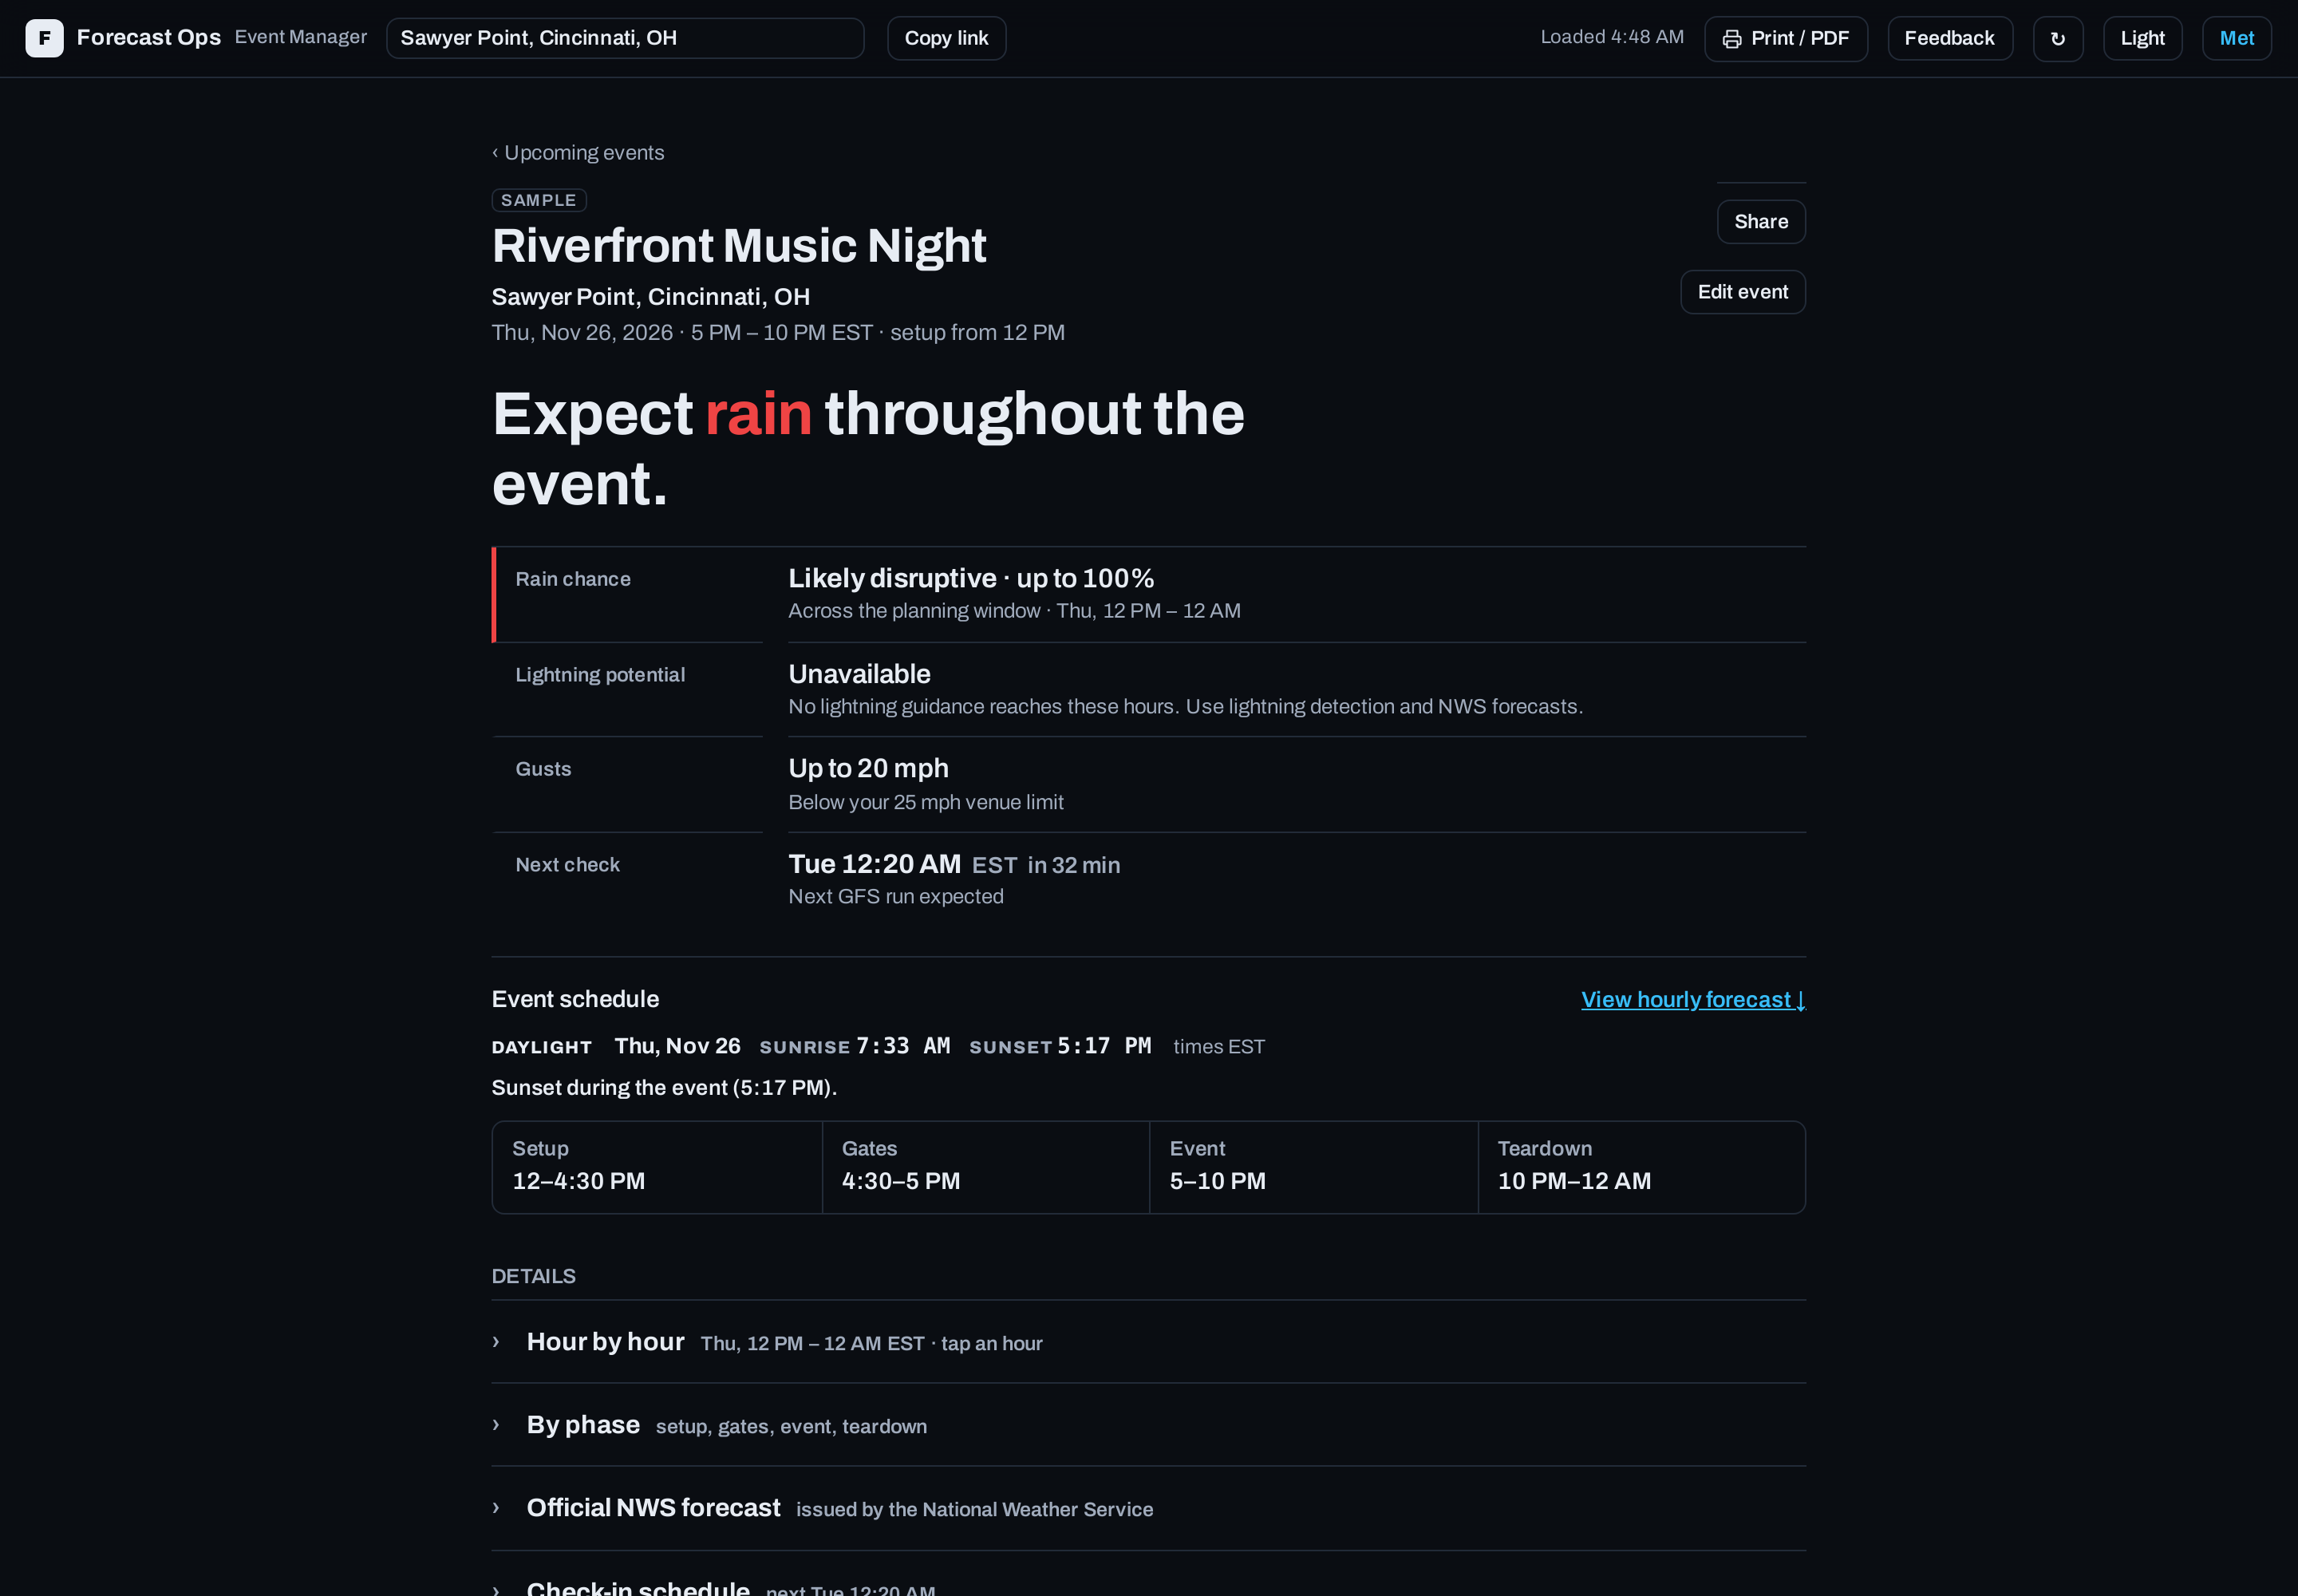 F Forecast Ops Event Manager Sawyer Point, Cincinnati, OH Copy link Loaded 4:48 AM Print / PDF Feedback ↻ Light Met
‹ Upcoming events
SAMPLE
Riverfront Music Night
Sawyer Point, Cincinnati, OH
Thu, Nov 26, 2026 · 5 PM – 10 PM EST · setup from 12 PM
Share
Edit event
Expect rain throughout the
event.
Rain chance
Likely disruptive · up to 100%
Across the planning window · Thu, 12 PM – 12 AM
Lightning potential
Unavailable
No lightning guidance reaches these hours. Use lightning detection and NWS forecasts.
Gusts
Up to 20 mph
Below your 25 mph venue limit
Next check
Tue 12:20 AM EST in 32 min
Next GFS run expected
Event schedule
View hourly forecast ↓
DAYLIGHT Thu, Nov 26 SUNRISE 7:33 AM SUNSET 5:17 PM times EST
Sunset during the event (5:17 PM).
Setup
12–4:30 PM
Gates
4:30–5 PM
Event
5–10 PM
Teardown
10 PM–12 AM
DETAILS
› Hour by hour Thu, 12 PM – 12 AM EST · tap an hour
› By phase setup, gates, event, teardown
› Official NWS forecast issued by the National Weather Service
› Check-in schedule next Tue 12:20 AM